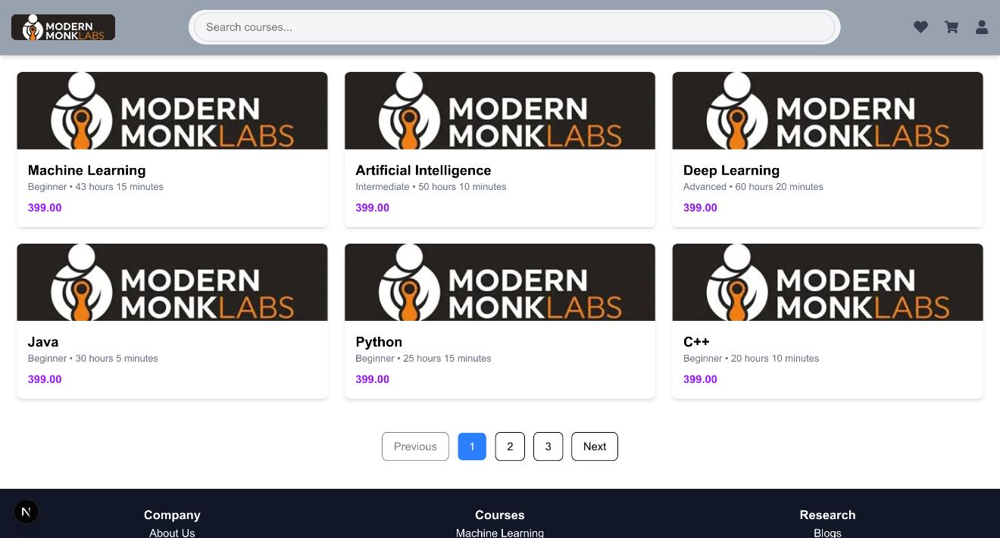 MODERN
MONKLABS
Search courses...
MODERN
MONKLABS
Machine Learning
Beginner • 43 hours 15 minutes
399.00
MODERN
MONKLABS
Artificial Intelligence
Intermediate • 50 hours 10 minutes
399.00
MODERN
MONKLABS
Deep Learning
Advanced • 60 hours 20 minutes
399.00
MODERN
MONKLABS
Java
Beginner • 30 hours 5 minutes
399.00
MODERN
MONKLABS
Python
Beginner • 25 hours 15 minutes
399.00
MODERN
MONKLABS
C++
Beginner • 20 hours 10 minutes
399.00
Previous 1 2 3 Next
N
Company
About Us
Courses
Machine Learning
Research
Blogs